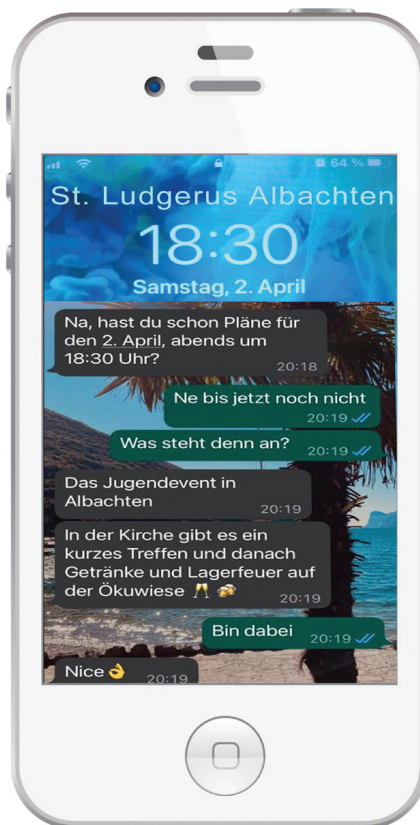 64 %
St. Ludgerus Albachten
18:30
Samstag, 2. April
Na, hast du schon Pläne für
den 2. April, abends um
18:30 Uhr?
20:18
Ne bis jetzt noch nicht
20:19
Was steht denn an?
20:19
Das Jugendevent in
Albachten
20:19
In der Kirche gibt es ein
kurzes Treffen und danach
Getränke und Lagerfeuer auf
der Ökuwiese 🥂 🍻
20:19
Bin dabei
20:19
Nice 👌
20:19